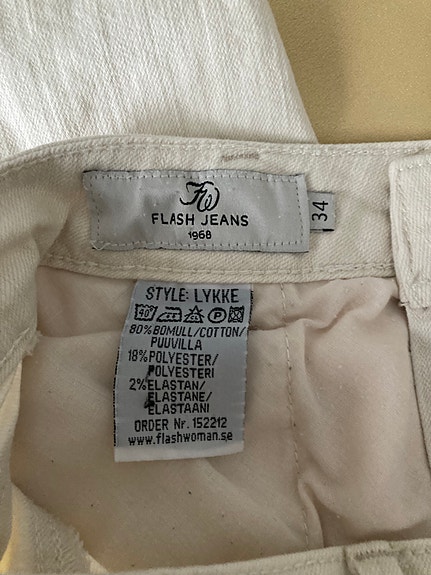 FW
FLASH JEANS
1968
34
STYLE: LYKKE
40° P
80% BOMULL/COTTON/
PUUVILLA
18% POLYESTER/
POLYESTERI
2% ELASTAN/
ELASTANE/
ELASTAANI
ORDER Nr. 152212
www.flashwoman.se